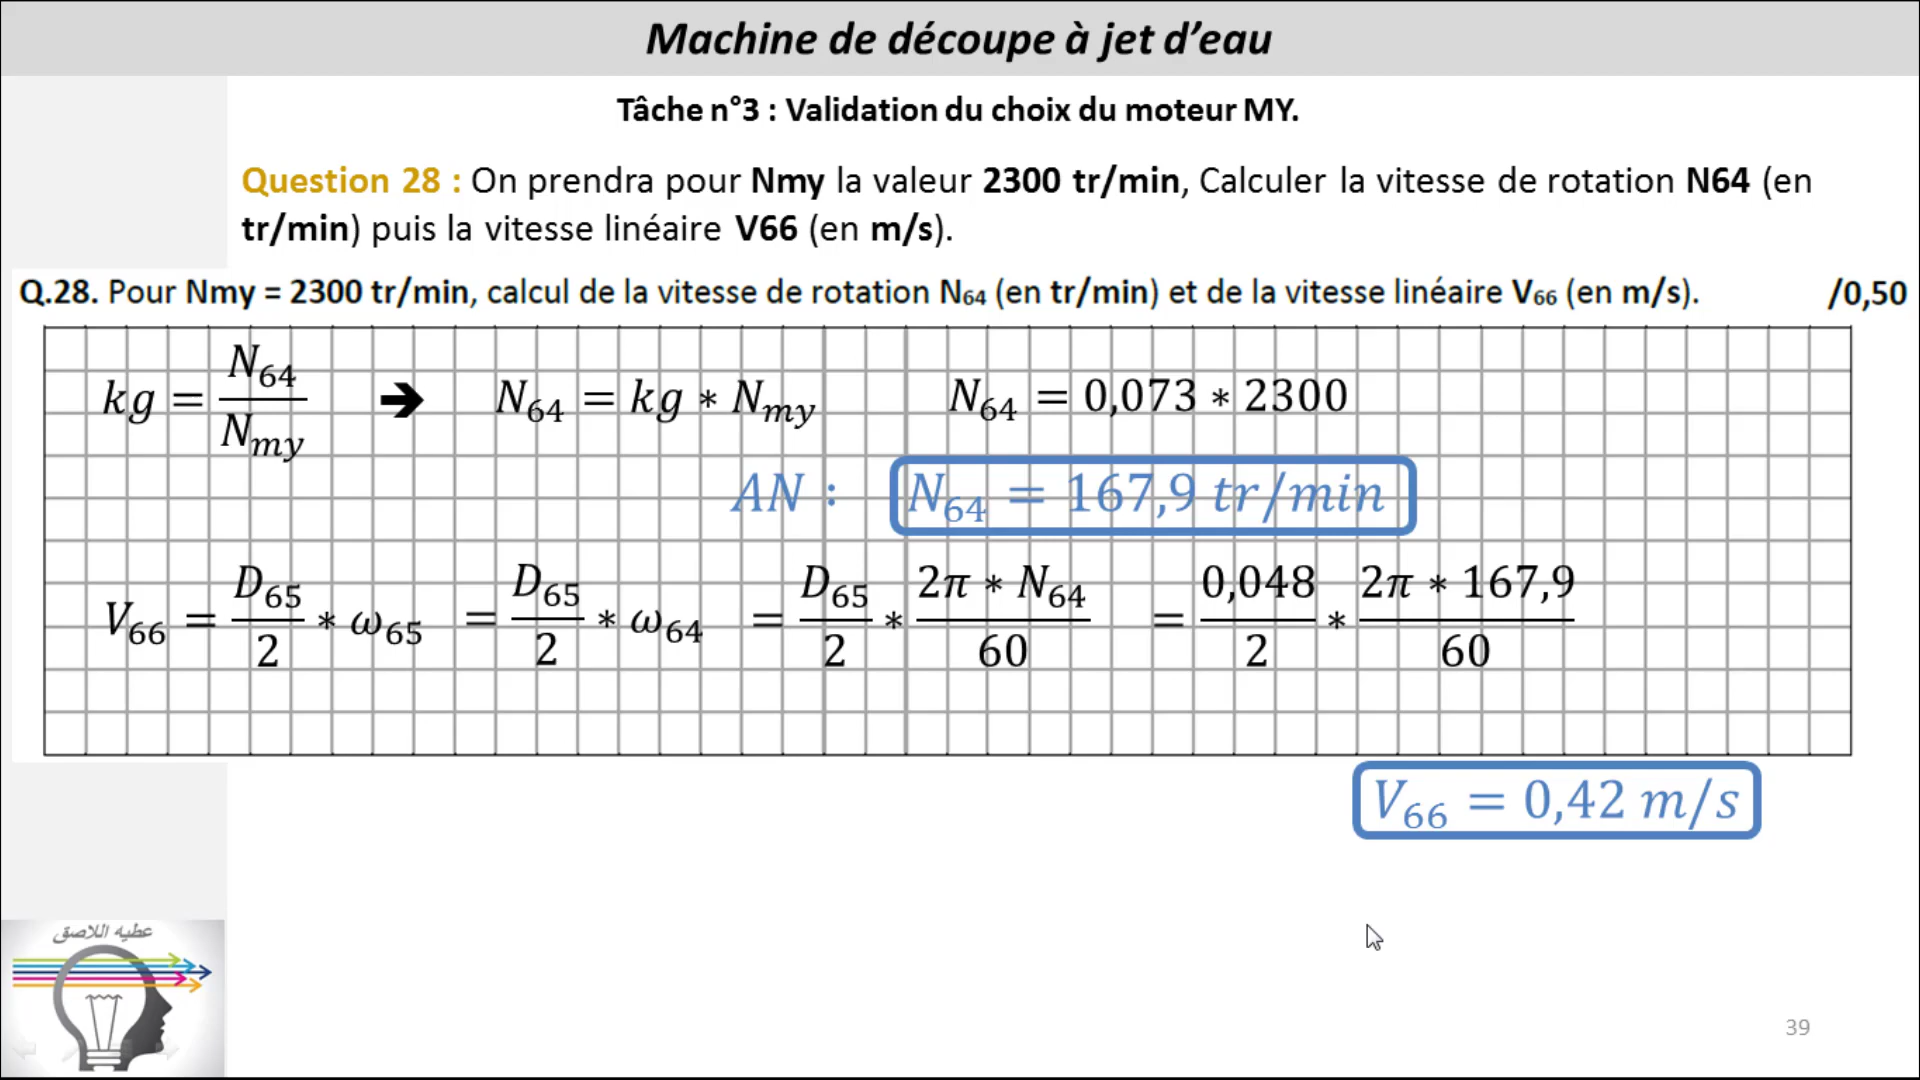 Machine de découpe à jet d’eau
Tâche n°3 : Validation du choix du moteur MY.
Question 28 : On prendra pour Nmy la valeur 2300 tr/min, Calculer la vitesse de rotation N64 (en
tr/min) puis la vitesse linéaire V66 (en m/s).
Q.28. Pour Nmy = 2300 tr/min, calcul de la vitesse de rotation N₆₄ (en tr/min) et de la vitesse linéaire V₆₆ (en m/s). /0,50
kg = N₆₄ / N_my ➔ N₆₄ = kg * N_my N₆₄ = 0,073 * 2300
AN : N₆₄ = 167,9 tr/min
V₆₆ = D₆₅/2 * ω₆₅ = D₆₅/2 * ω₆₄ = D₆₅/2 * 2π * N₆₄/60 = 0,048/2 * 2π * 167,9/60
V₆₆ = 0,42 m/s
عطيه اللاصق
39